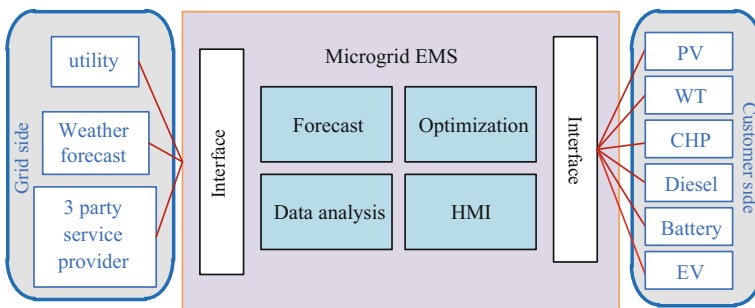 Grid side
utility
Weather
forecast
3 party
service
provider
Interface
Microgrid EMS
Forecast
Optimization
Data analysis
HMI
Interface
PV
WT
CHP
Diesel
Battery
EV
Customer side